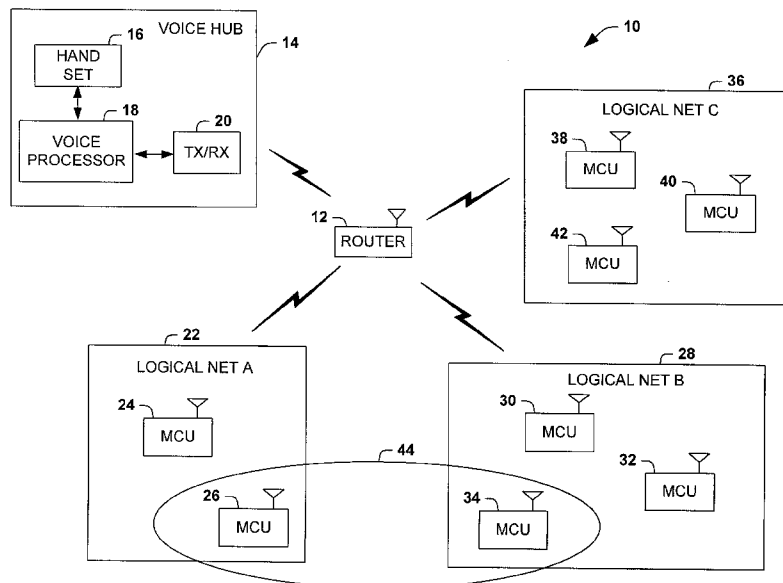 VOICE HUB
14
16
HAND
SET
18
VOICE
PROCESSOR
20
TX/RX
10
36
LOGICAL NET C
38
MCU
40
MCU
42
MCU
12
ROUTER
22
LOGICAL NET A
24
MCU
26
MCU
44
28
LOGICAL NET B
30
MCU
32
MCU
34
MCU